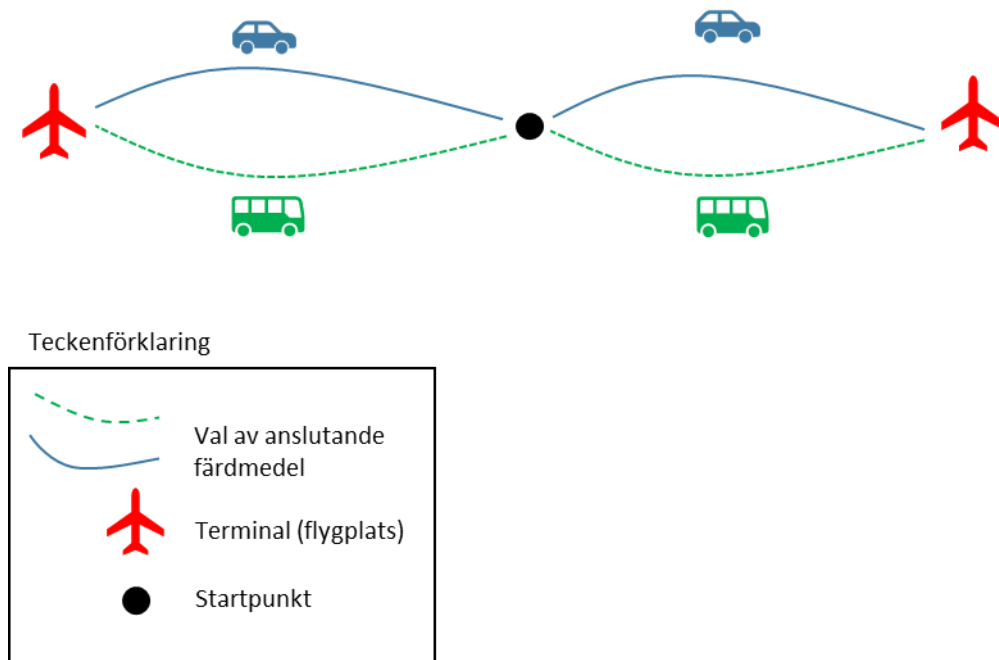 Teckenförklaring
Val av anslutande
färdmedel
Terminal (flygplats)
Startpunkt